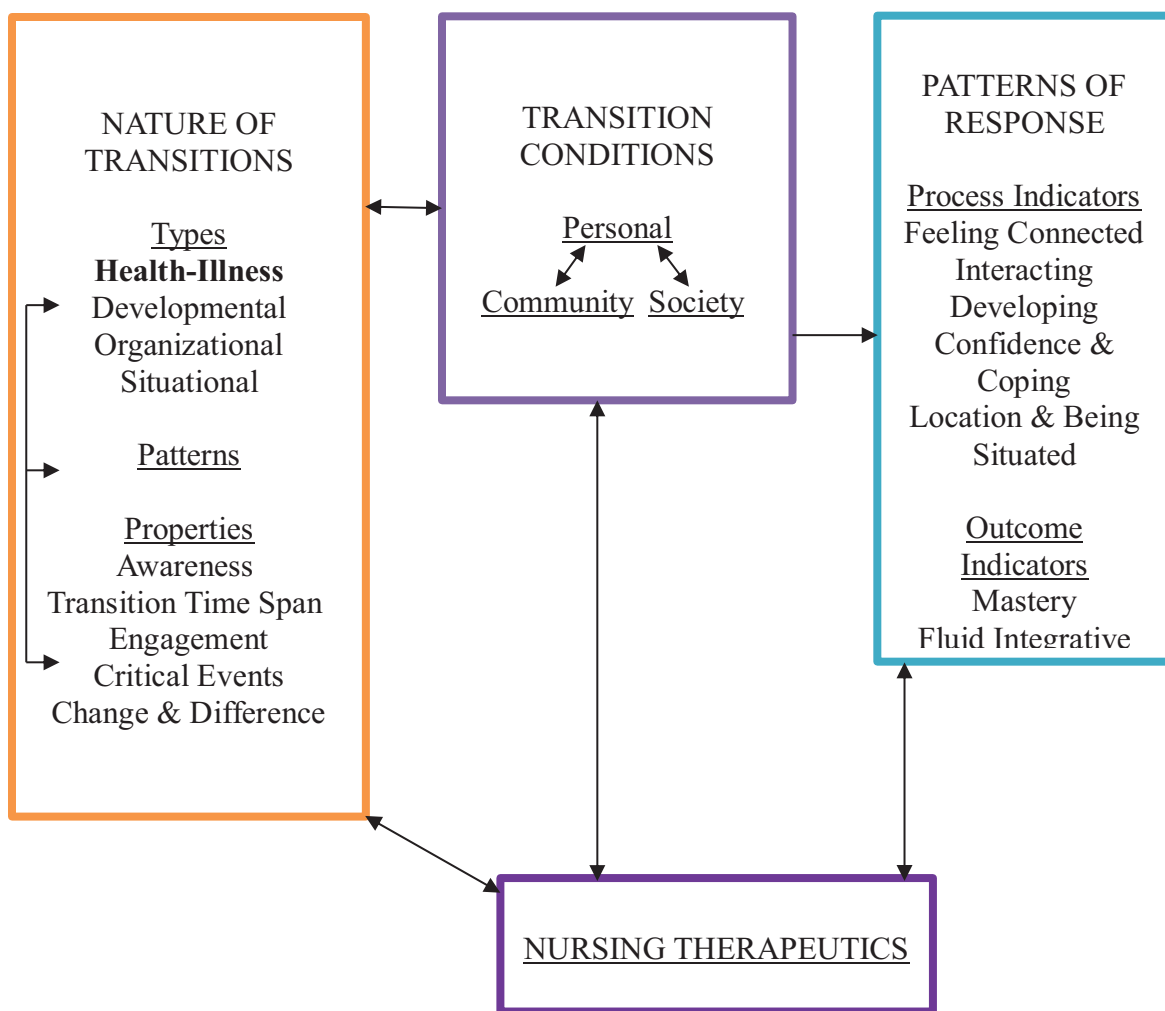 NATURE OF
TRANSITIONS
Types
Health-Illness
Developmental
Organizational
Situational
Patterns
Properties
Awareness
Transition Time Span
Engagement
Critical Events
Change & Difference
TRANSITION
CONDITIONS
Personal
Community Society
PATTERNS OF
RESPONSE
Process Indicators
Feeling Connected
Interacting
Developing
Confidence &
Coping
Location & Being
Situated
Outcome
Indicators
Mastery
Fluid Integrative
NURSING THERAPEUTICS